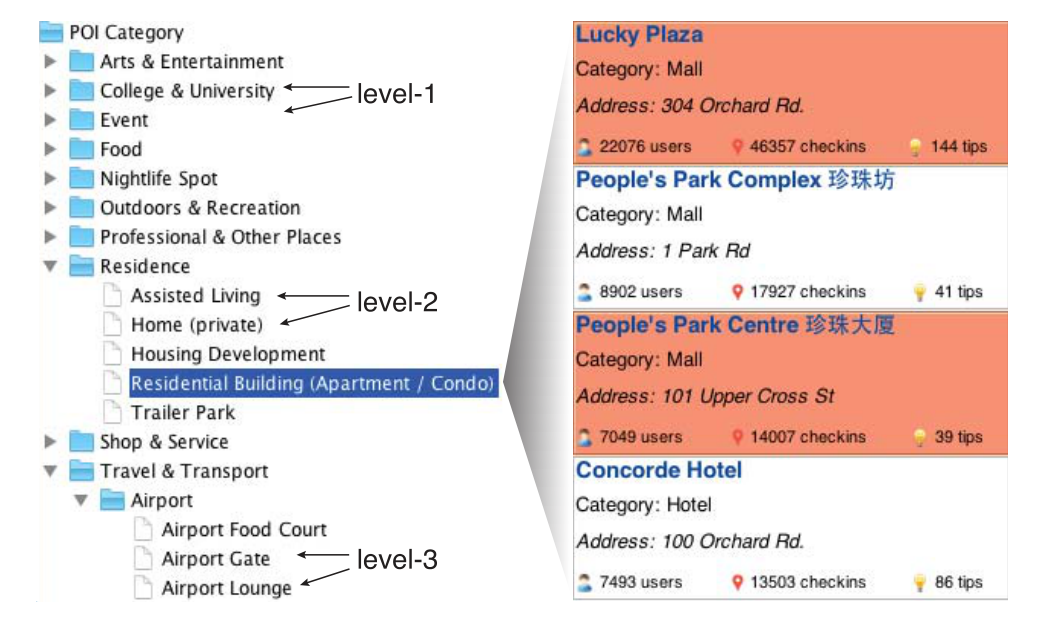 POI Category
Arts & Entertainment
College & University
level-1
Event
Food
Nightlife Spot
Outdoors & Recreation
Professional & Other Places
Residence
Assisted Living
level-2
Home (private)
Housing Development
Residential Building (Apartment / Condo)
Trailer Park
Shop & Service
Travel & Transport
Airport
Airport Food Court
Airport Gate
level-3
Airport Lounge
Lucky Plaza
Category: Mall
Address: 304 Orchard Rd.
22076 users 46357 checkins 144 tips
People's Park Complex 珍珠坊
Category: Mall
Address: 1 Park Rd
8902 users 17927 checkins 41 tips
People's Park Centre 珍珠大厦
Category: Mall
Address: 101 Upper Cross St
7049 users 14007 checkins 39 tips
Concorde Hotel
Category: Hotel
Address: 100 Orchard Rd.
7493 users 13503 checkins 86 tips